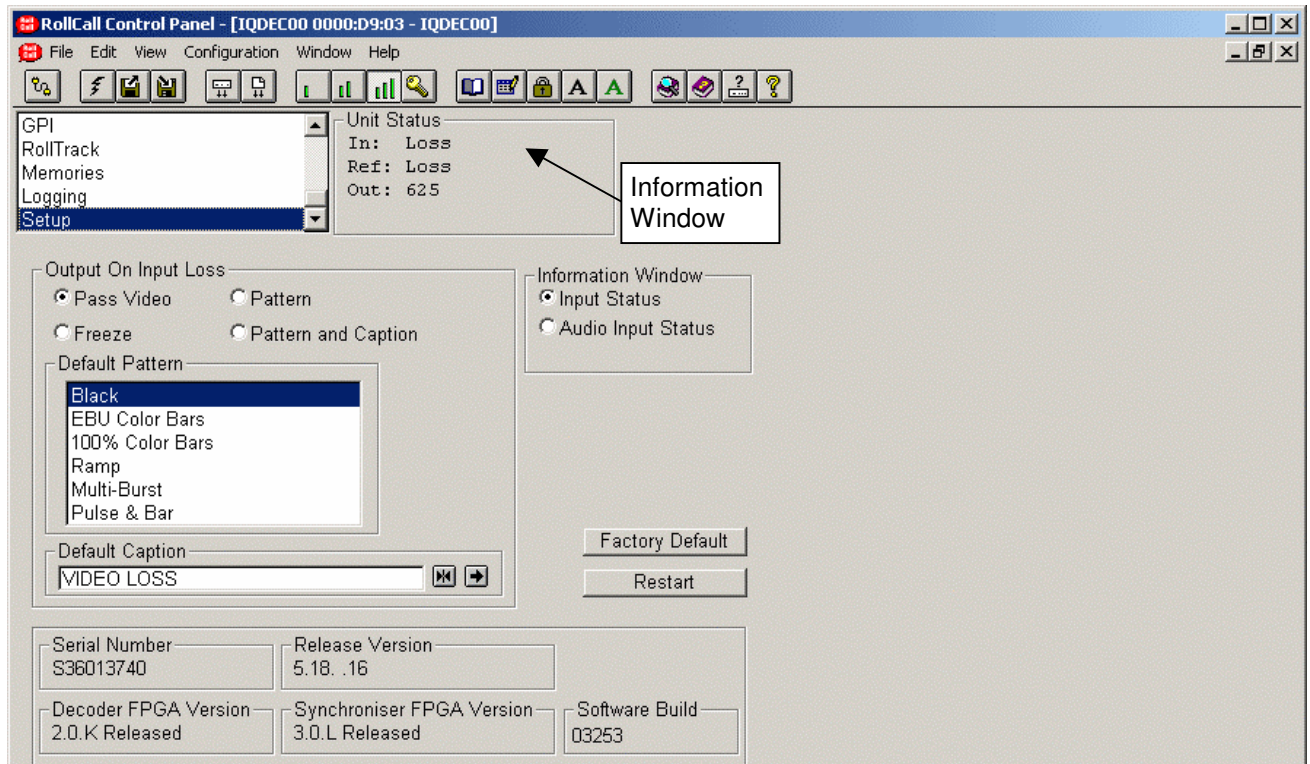 RollCall Control Panel - [IQDEC00 0000:D9:03 - IQDEC00]
File Edit View Configuration Window Help
GPI
RollTrack
Memories
Logging
Setup
Unit Status
In: Loss
Ref: Loss
Out: 625
Information
Window
Output On Input Loss
Pass Video Pattern
Freeze Pattern and Caption
Default Pattern
Black
EBU Color Bars
100% Color Bars
Ramp
Multi-Burst
Pulse & Bar
Default Caption
VIDEO LOSS
Information Window
Input Status
Audio Input Status
Factory Default
Restart
Serial Number
S36013740
Release Version
5.18. .16
Decoder FPGA Version
2.0.K Released
Synchroniser FPGA Version
3.0.L Released
Software Build
03253